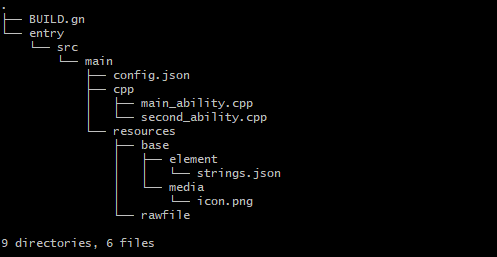 .
├── BUILD.gn
└── entry
    └── src
        └── main
            ├── config.json
            ├── cpp
            │   ├── main_ability.cpp
            │   └── second_ability.cpp
            └── resources
                ├── base
                │   ├── element
                │   │   └── strings.json
                │   └── media
                │       └── icon.png
                └── rawfile

9 directories, 6 files